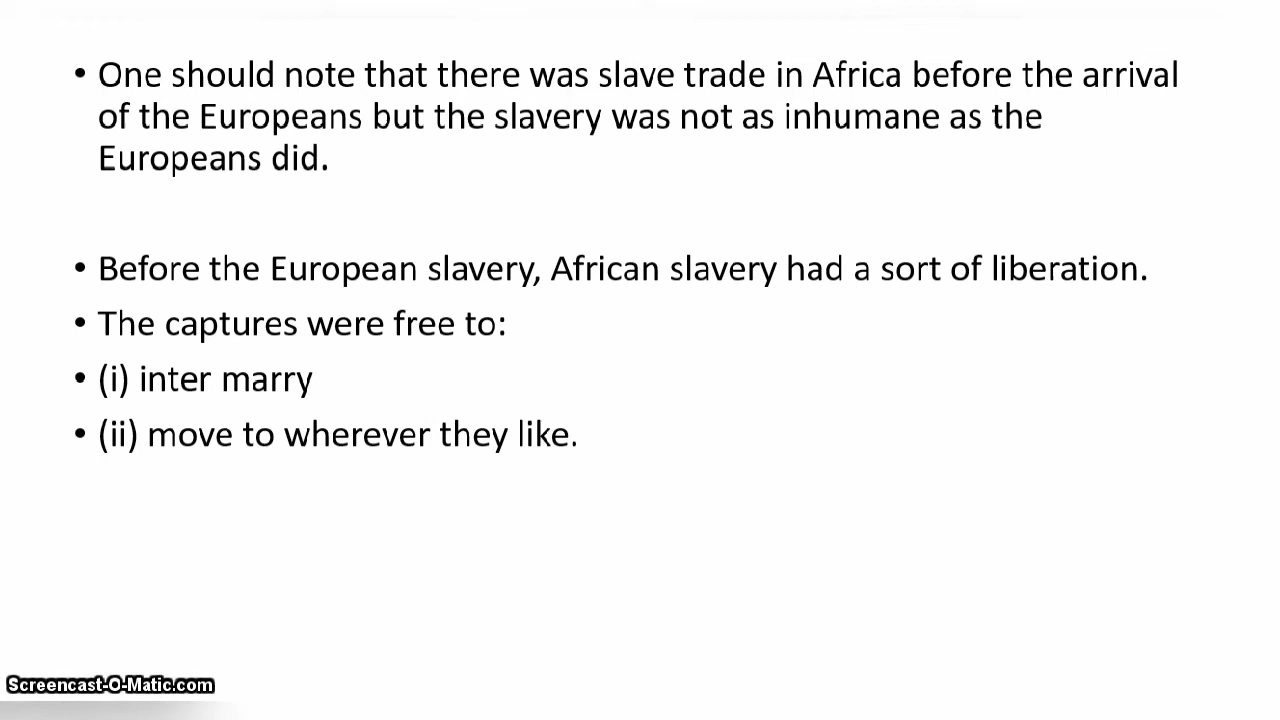 • One should note that there was slave trade in Africa before the arrival
of the Europeans but the slavery was not as inhumane as the
Europeans did.
• Before the European slavery, African slavery had a sort of liberation.
• The captures were free to:
• (i) inter marry
• (ii) move to wherever they like.
Screencast-O-Matic.com